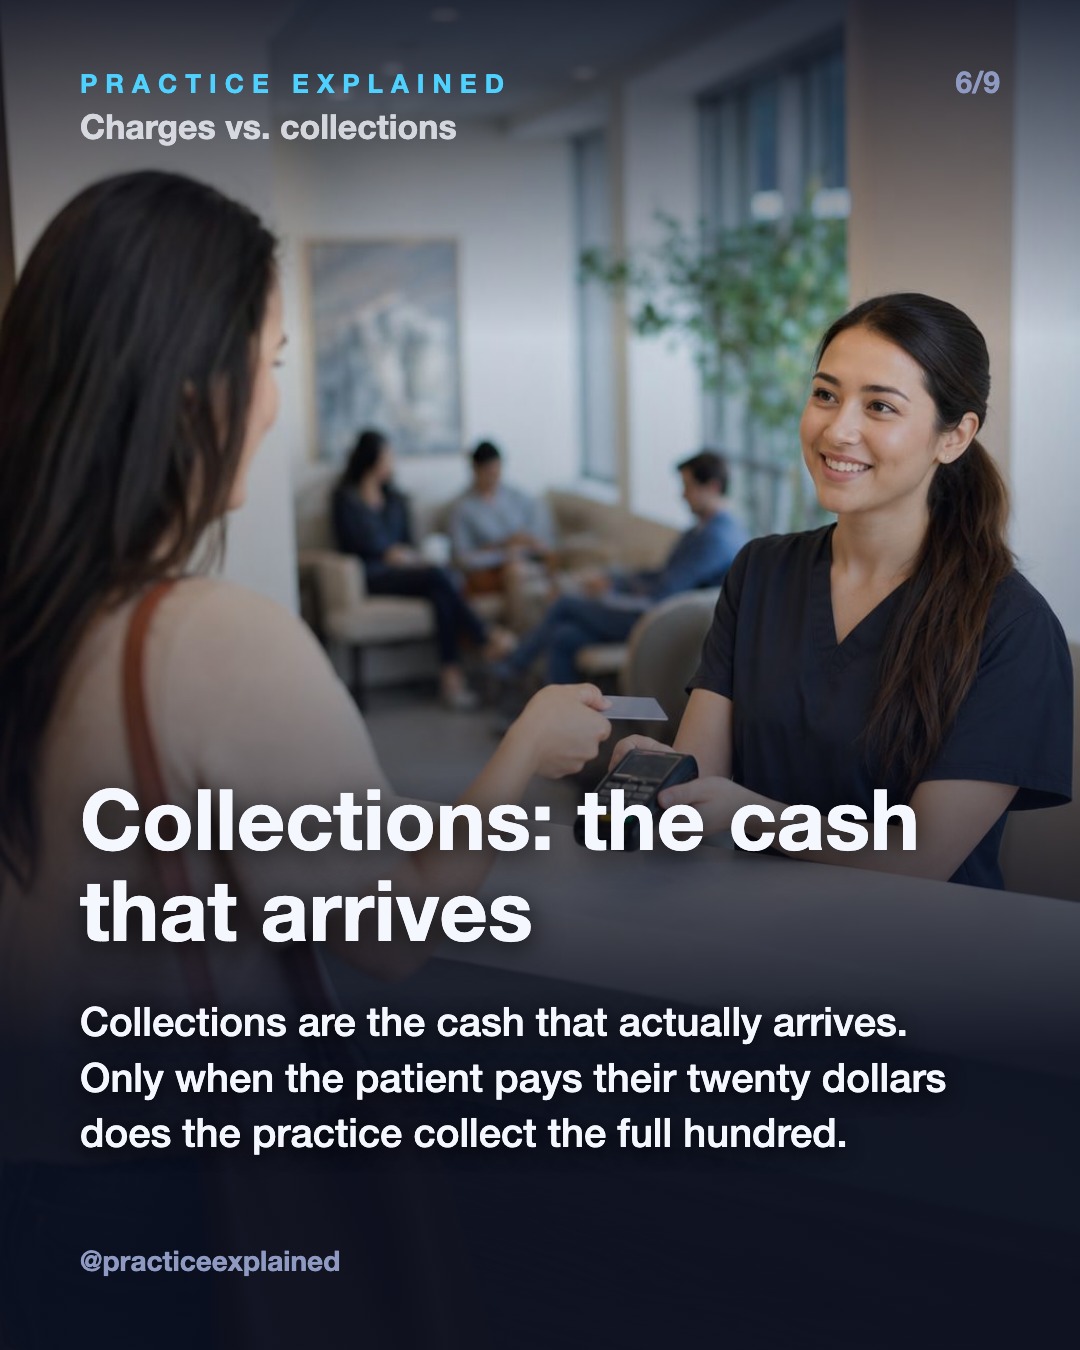 PRACTICE EXPLAINED
6/9
Charges vs. collections
Collections: the cash
that arrives
Collections are the cash that actually arrives.
Only when the patient pays their twenty dollars
does the practice collect the full hundred.
@practiceexplained